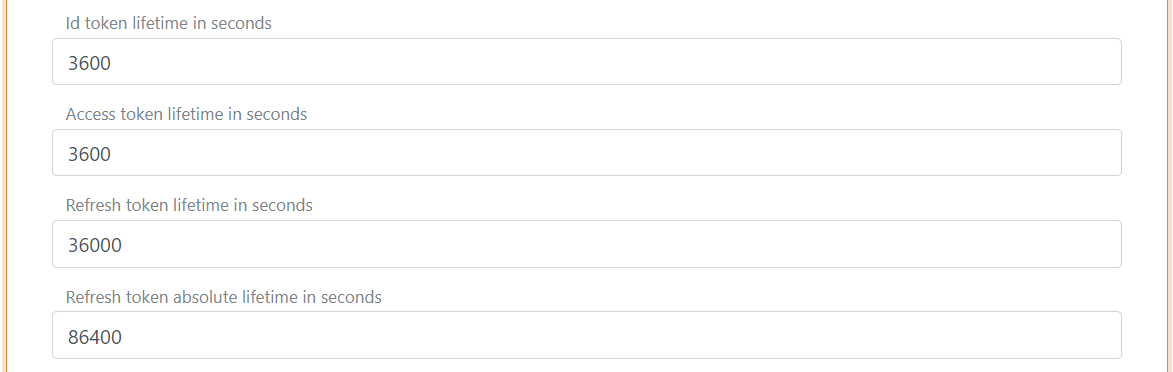 Id token lifetime in seconds
3600
Access token lifetime in seconds
3600
Refresh token lifetime in seconds
36000
Refresh token absolute lifetime in seconds
86400